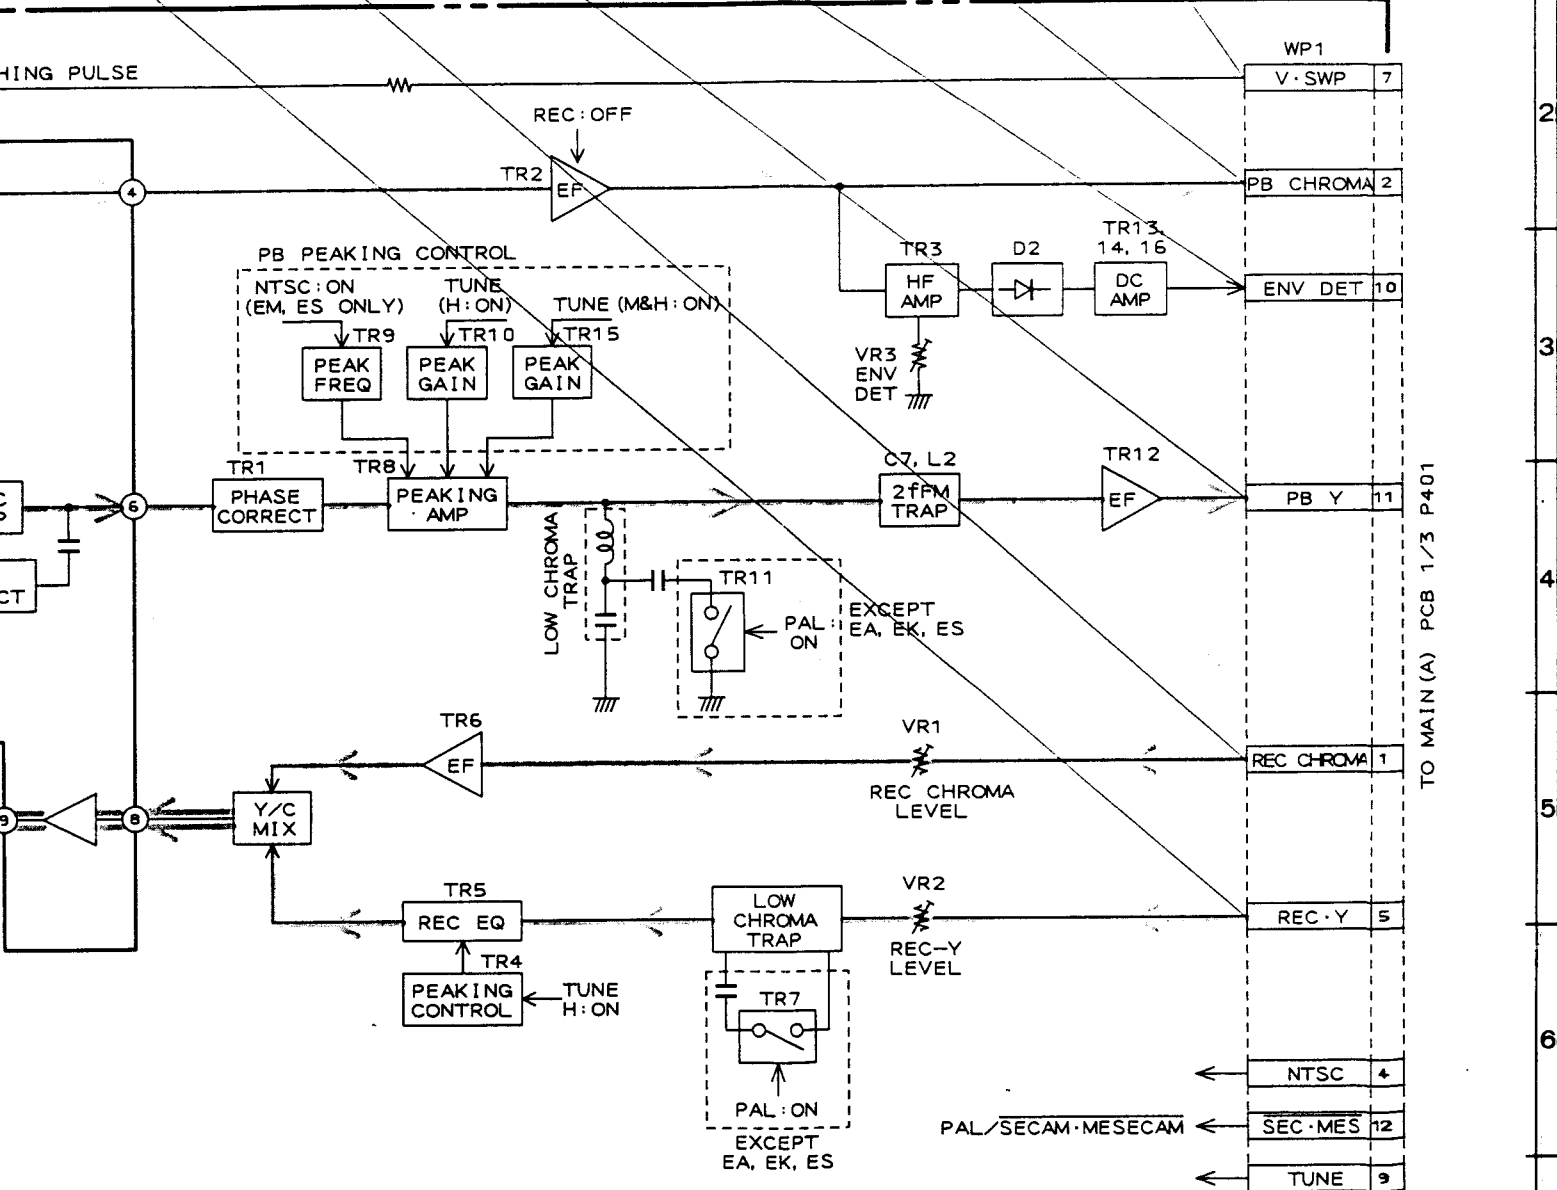 WP1
HING PULSE
V·SWP 7
2
REC:OFF
TR2
EF
4
PB CHROMA 2
TR13,
14, 16
TR3
D2
PB PEAKING CONTROL
HF
AMP
DC
AMP
ENV DET 10
NTSC:ON
(EM, ES ONLY)
TUNE
(H:ON)
TUNE (M&H:ON)
TR9
TR10
TR15
3
PEAK
FREQ
PEAK
GAIN
PEAK
GAIN
VR3
ENV
DET
TR1
TR8
C7, L2
TR12
6
PHASE
CORRECT
PEAKING
AMP
2fFM
TRAP
EF
PB Y 11
LOW CHROMA
TRAP
TR11
4
CT
PAL:
ON
EXCEPT
EA, EK, ES
TO MAIN(A) PCB 1/3 P401
TR6
VR1
EF
REC CHROMA 1
REC CHROMA
LEVEL
Y/C
MIX
5
9
8
TR5
VR2
REC EQ
LOW
CHROMA
TRAP
REC·Y 5
REC-Y
LEVEL
TR4
PEAKING
CONTROL
TUNE
H:ON
TR7
6
NTSC 4
PAL:ON
PAL/SECAM·MESECAM
SEC·MES 12
EXCEPT
EA, EK, ES
TUNE 9